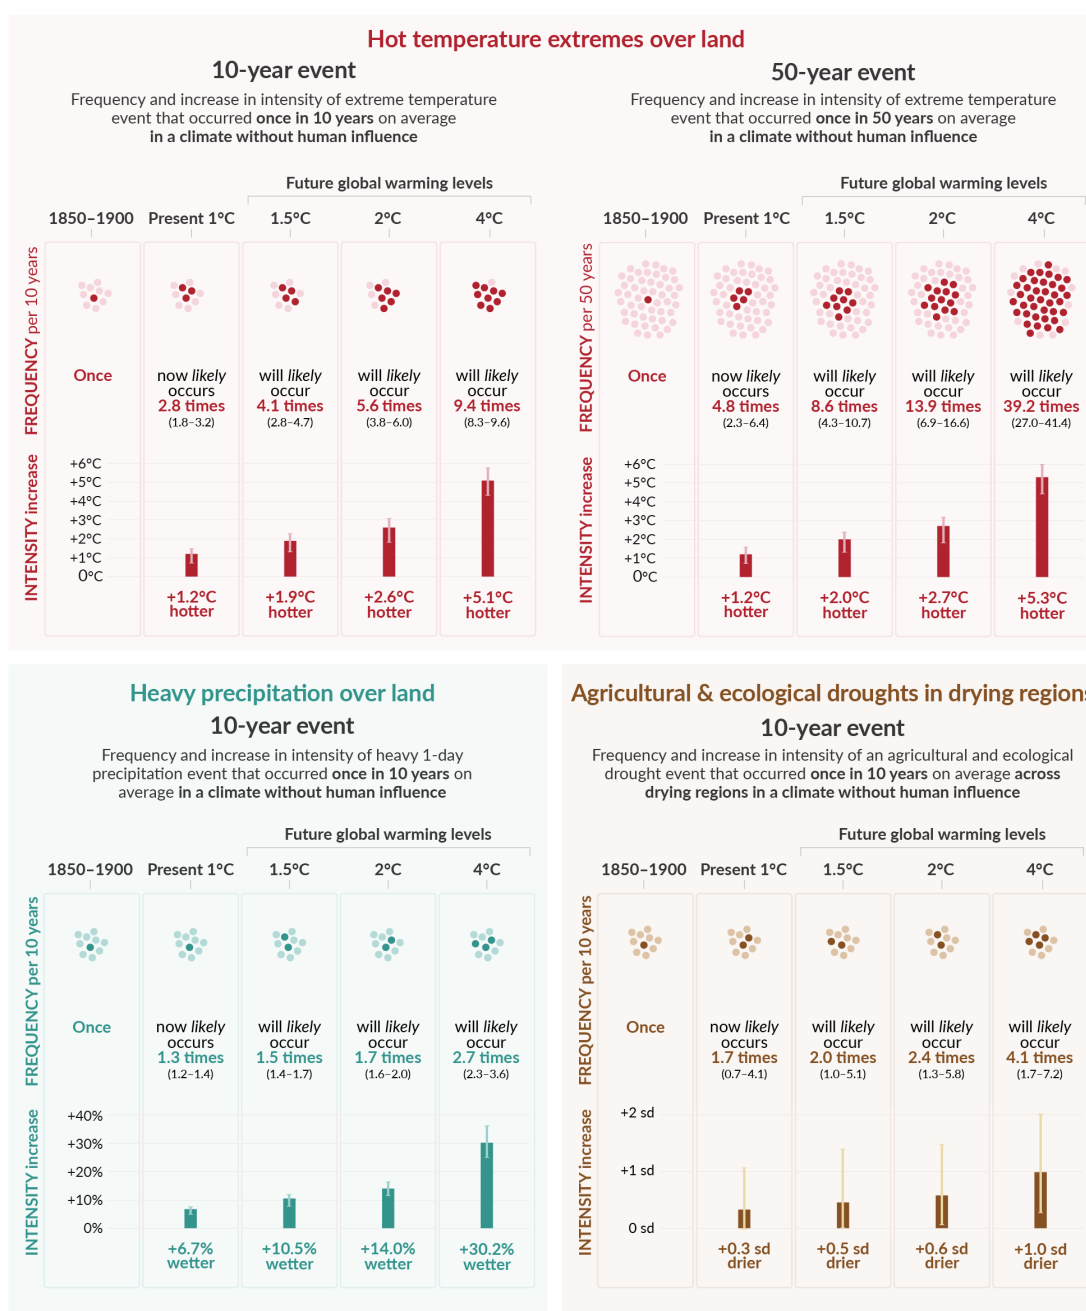 Hot temperature extremes over land
10-year event
Frequency and increase in intensity of extreme temperature
event that occurred once in 10 years on average
in a climate without human influence
Future global warming levels
1850–1900 Present 1°C 1.5°C 2°C 4°C
FREQUENCY per 10 years
Once
now likely occurs 2.8 times (1.8–3.2)
will likely occur 4.1 times (2.8–4.7)
will likely occur 5.6 times (3.8–6.0)
will likely occur 9.4 times (8.3–9.6)
INTENSITY increase
+6°C
+5°C
+4°C
+3°C
+2°C
+1°C
0°C
+1.2°C hotter
+1.9°C hotter
+2.6°C hotter
+5.1°C hotter
50-year event
Frequency and increase in intensity of extreme temperature
event that occurred once in 50 years on average
in a climate without human influence
Future global warming levels
1850–1900 Present 1°C 1.5°C 2°C 4°C
FREQUENCY per 50 years
Once
now likely occurs 4.8 times (2.3–6.4)
will likely occur 8.6 times (4.3–10.7)
will likely occur 13.9 times (6.9–16.6)
will likely occur 39.2 times (27.0–41.4)
INTENSITY increase
+6°C
+5°C
+4°C
+3°C
+2°C
+1°C
0°C
+1.2°C hotter
+2.0°C hotter
+2.7°C hotter
+5.3°C hotter
Heavy precipitation over land
10-year event
Frequency and increase in intensity of heavy 1-day
precipitation event that occurred once in 10 years on
average in a climate without human influence
Future global warming levels
1850–1900 Present 1°C 1.5°C 2°C 4°C
FREQUENCY per 10 years
Once
now likely occurs 1.3 times (1.2–1.4)
will likely occur 1.5 times (1.4–1.7)
will likely occur 1.7 times (1.6–2.0)
will likely occur 2.7 times (2.3–3.6)
INTENSITY increase
+40%
+30%
+20%
+10%
0%
+6.7% wetter
+10.5% wetter
+14.0% wetter
+30.2% wetter
Agricultural & ecological droughts in drying regions
10-year event
Frequency and increase in intensity of an agricultural and ecological
drought event that occurred once in 10 years on average across
drying regions in a climate without human influence
Future global warming levels
1850–1900 Present 1°C 1.5°C 2°C 4°C
FREQUENCY per 10 years
Once
now likely occurs 1.7 times (0.7–4.1)
will likely occur 2.0 times (1.0–5.1)
will likely occur 2.4 times (1.3–5.8)
will likely occur 4.1 times (1.7–7.2)
INTENSITY increase
+2 sd
+1 sd
0 sd
+0.3 sd drier
+0.5 sd drier
+0.6 sd drier
+1.0 sd drier